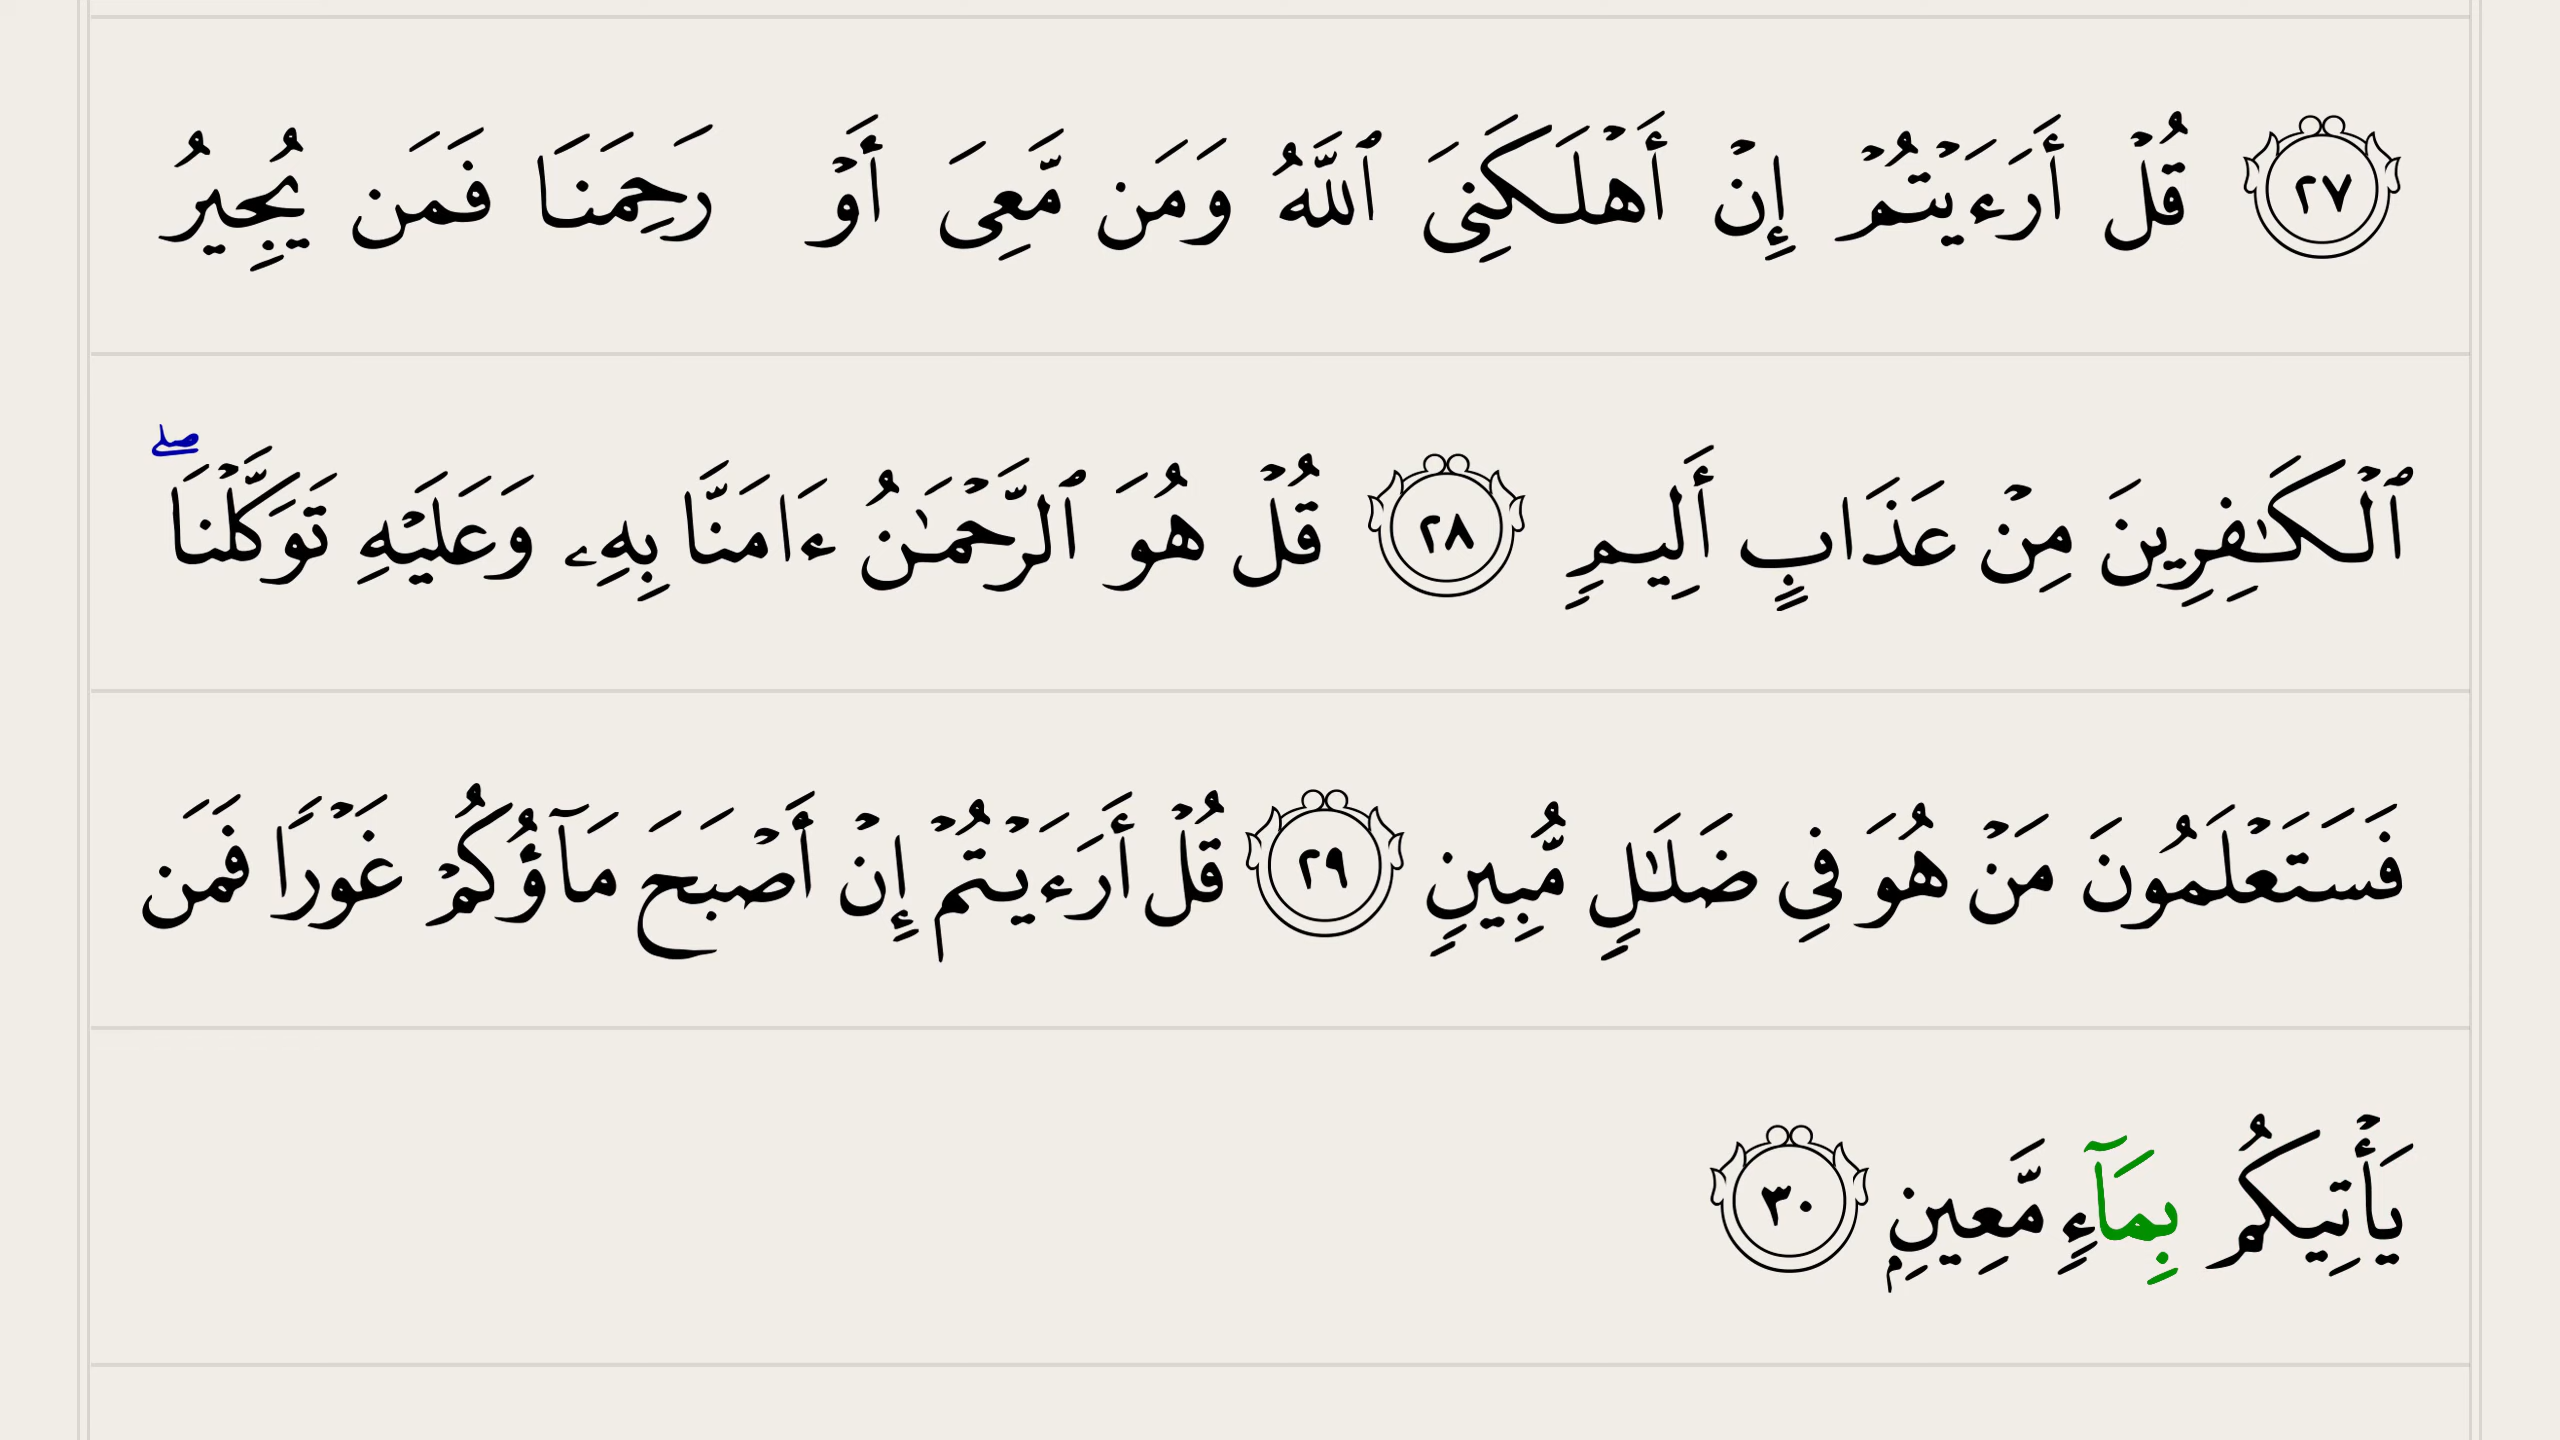 ٢٧ قُلْ أَرَءَيْتُمْ إِنْ أَهْلَكَنِىَ ٱللَّهُ وَمَن مَّعِىَ أَوْ رَحِمَنَا فَمَن يُجِيرُ
ٱلْكَـٰفِرِينَ مِنْ عَذَابٍ أَلِيمٍ ٢٨ قُلْ هُوَ ٱلرَّحْمَـٰنُ ءَامَنَّا بِهِۦ وَعَلَيْهِ تَوَكَّلْنَا ۖ
فَسَتَعْلَمُونَ مَنْ هُوَ فِى ضَلَـٰلٍ مُّبِينٍ ٢٩ قُلْ أَرَءَيْتُمْ إِنْ أَصْبَحَ مَآؤُكُمْ غَوْرًا فَمَن
يَأْتِيكُم بِمَآءٍ مَّعِينٍۭ ٣٠